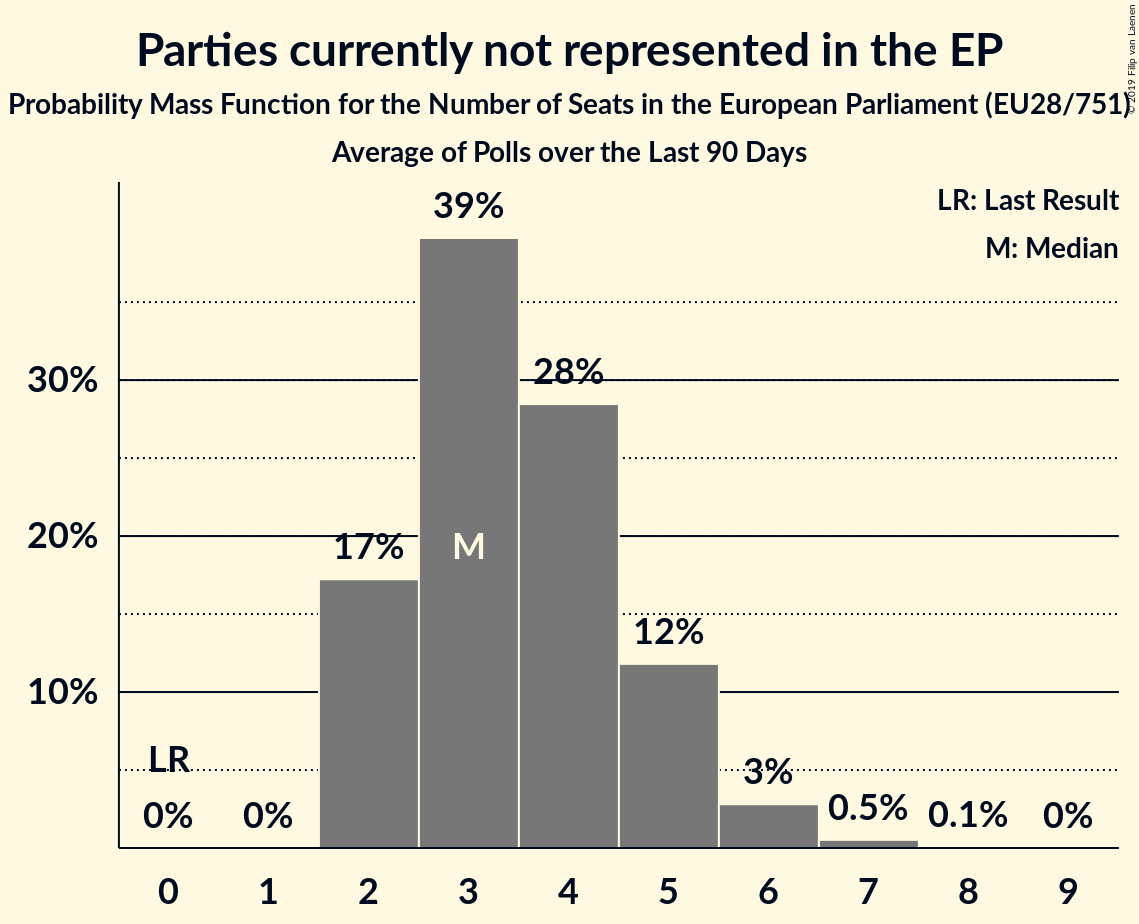 Parties currently not represented in the EP
Probability Mass Function for the Number of Seats in the European Parliament (EU28/751)
Average of Polls over the Last 90 Days
© 2019 Filip van Laenen
LR: Last Result
M: Median
39%
30%
28%
20%
17%
M
12%
10%
LR
3%
0%
0%
0.5%
0.1%
0%
0 1 2 3 4 5 6 7 8 9